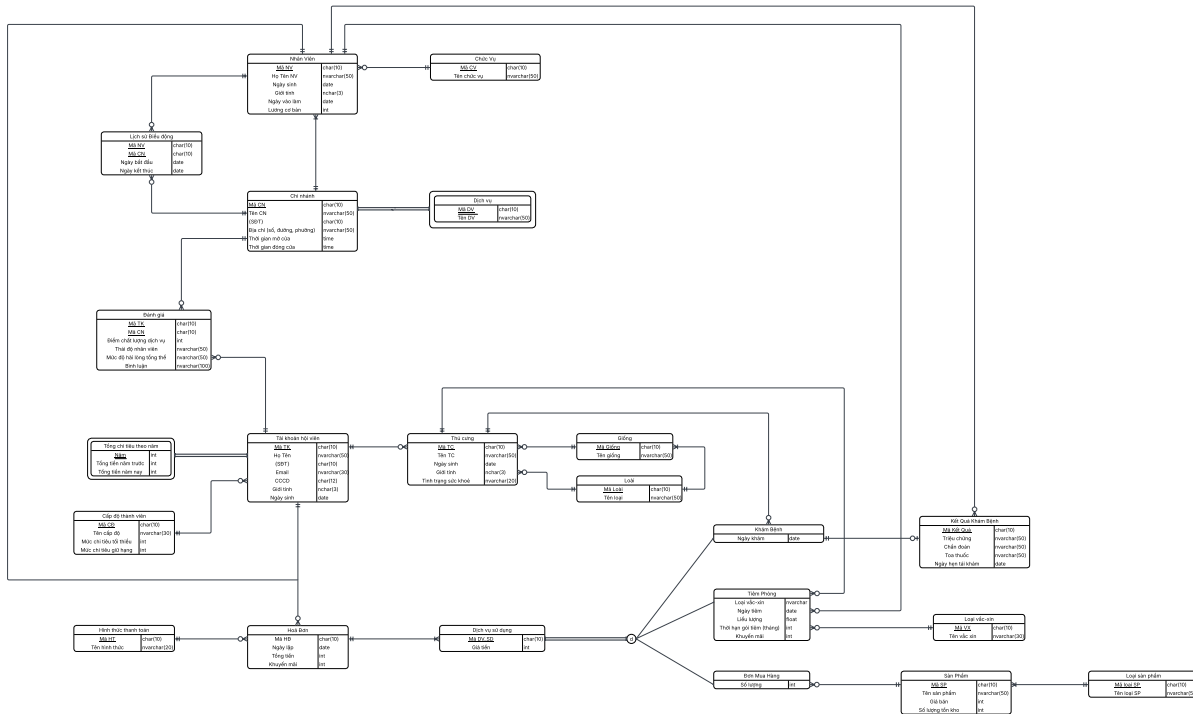 Nhân Viên
Mã NV char(10)
Họ Tên NV nvarchar(50)
Ngày sinh date
Giới tính nchar(3)
Ngày vào làm date
Lương cơ bản int
Chức Vụ
Mã CV char(10)
Tên chức vụ nvarchar(50)
Lịch sử Điều động
Mã NV char(10)
Mã CN char(10)
Ngày bắt đầu date
Ngày kết thúc date
Chi nhánh
Mã CN char(10)
Tên CN nvarchar(50)
(SĐT) char(10)
Địa chỉ (số, đường, phường) nvarchar(50)
Thời gian mở cửa time
Thời gian đóng cửa time
Dịch vụ
Mã DV char(10)
Tên DV nvarchar(50)
Đánh giá
Mã TK char(10)
Mã CN char(10)
Điểm chất lượng dịch vụ int
Thái độ nhân viên nvarchar(50)
Mức độ hài lòng tổng thể nvarchar(50)
Bình luận nvarchar(100)
Tổng chi tiêu theo năm
Năm int
Tổng tiền năm trước int
Tổng tiền năm nay int
Tài khoản hội viên
Mã TK char(10)
Họ Tên nvarchar(50)
(SĐT) char(10)
Email nvarchar(30)
CCCD char(12)
Giới tính nchar(3)
Ngày sinh date
Thú cưng
Mã TC char(10)
Tên TC nvarchar(50)
Ngày sinh date
Giới tính nchar(3)
Tình trạng sức khoẻ nvarchar(20)
Giống
Mã Giống char(10)
Tên giống nvarchar(50)
Loài
Mã Loài char(10)
Tên loại nvarchar(50)
Cấp độ thành viên
Mã CĐ char(10)
Tên cấp độ nvarchar(30)
Mức chi tiêu tối thiểu int
Mức chi tiêu giữ hạng int
Khám Bệnh
Ngày khám date
Kết Quả Khám Bệnh
Mã Kết Quả char(10)
Triệu chứng nvarchar(50)
Chẩn đoán nvarchar(50)
Toa thuốc nvarchar(50)
Ngày hẹn tái khám date
Tiêm Phòng
Loại vắc-xin nvarchar
Ngày tiêm date
Liều lượng float
Thời hạn gói tiêm (tháng) int
Khuyến mãi int
Loại vắc-xin
Mã VX char(10)
Tên vắc xin nvarchar(30)
Hình thức thanh toán
Mã HT char(10)
Tên hình thức nvarchar(20)
Hoá Đơn
Mã HĐ char(10)
Ngày lập date
Tổng tiền int
Khuyến mãi int
Dịch vụ sử dụng
Mã DV_SD char(10)
Giá tiền int
d
Đơn Mua Hàng
Số lượng int
Sản Phẩm
Mã SP char(10)
Tên sản phẩm nvarchar(50)
Giá bán int
Số lượng tồn kho int
Loại sản phẩm
Mã loại SP char(10)
Tên loại SP